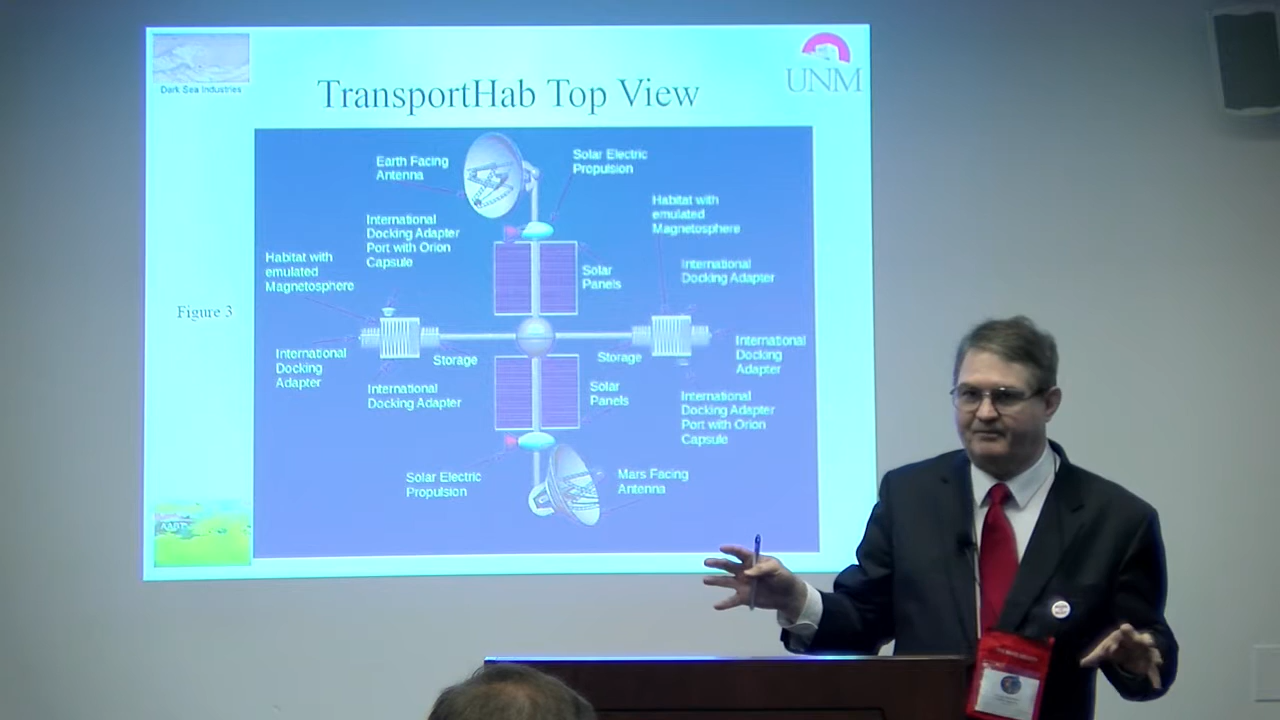 Dark Sea Industries
UNM
TransportHab Top View
Earth Facing
Antenna
Solar Electric
Propulsion
Habitat with
emulated
Magnetosphere
International
Docking Adapter
Port with Orion
Capsule
Habitat with
emulated
Magnetosphere
International
Docking Adapter
Solar
Panels
Figure 3
International
Docking
Adapter
Storage
Storage
International
Docking
Adapter
International
Docking Adapter
Solar
Panels
International
Docking Adapter
Port with Orion
Capsule
Solar Electric
Propulsion
Mars Facing
Antenna